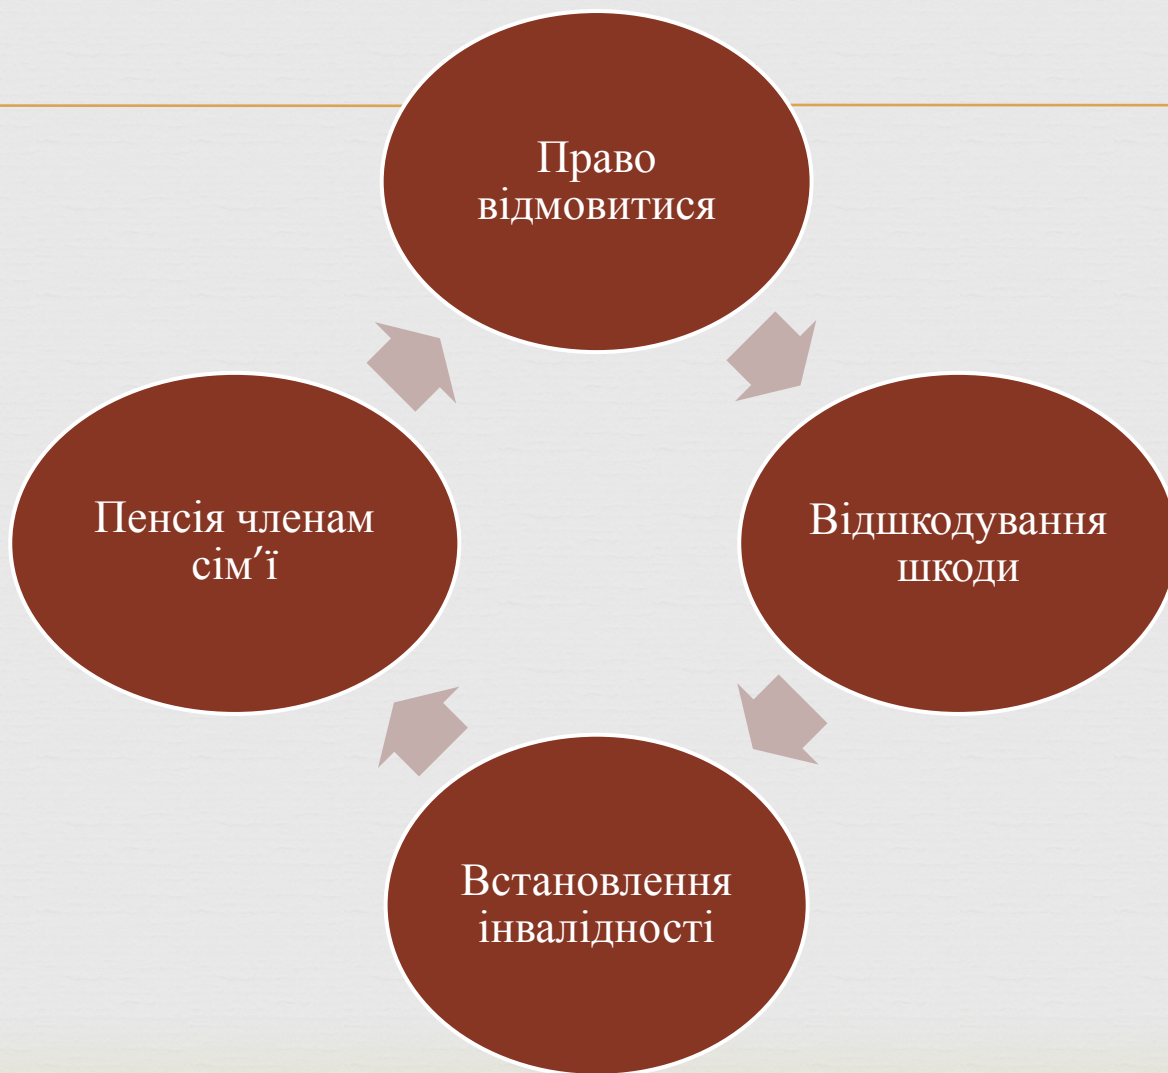 Право
відмовитися
Відшкодування
шкоди
Встановлення
інвалідності
Пенсія членам
сім′ї